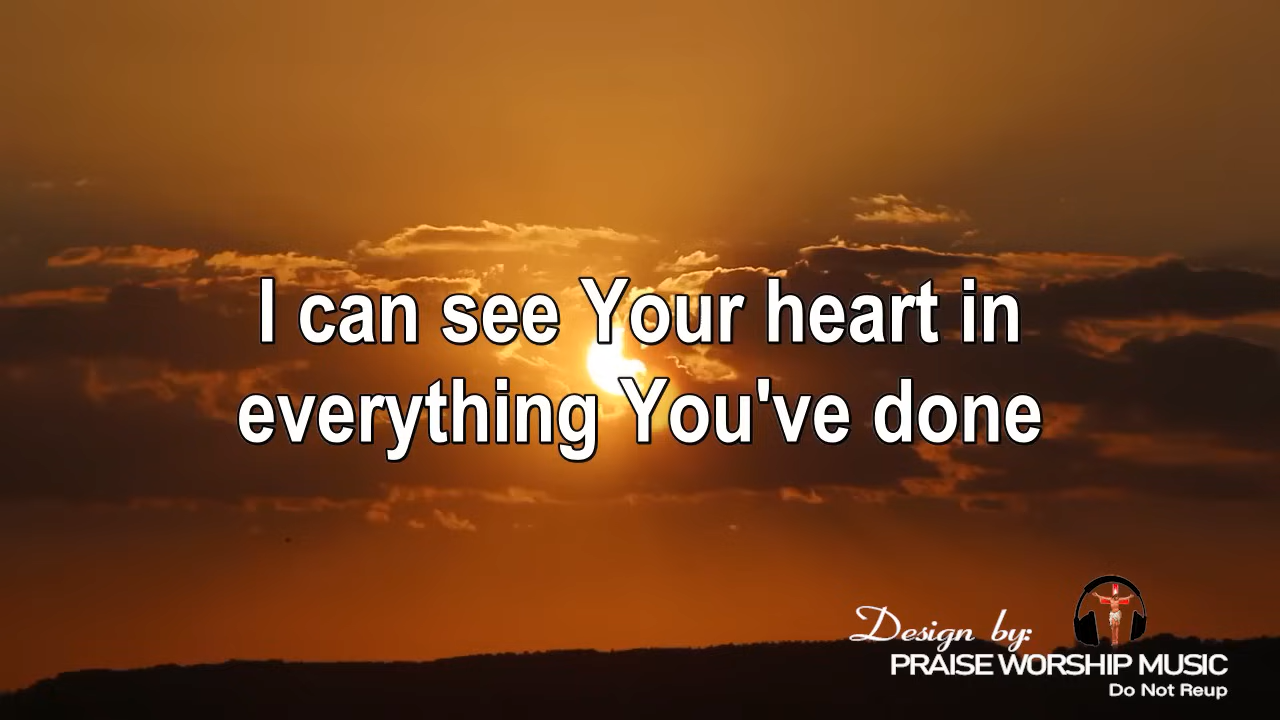 I can see Your heart in
everything You've done
Design by:
PRAISE WORSHIP MUSIC
Do Not Reup